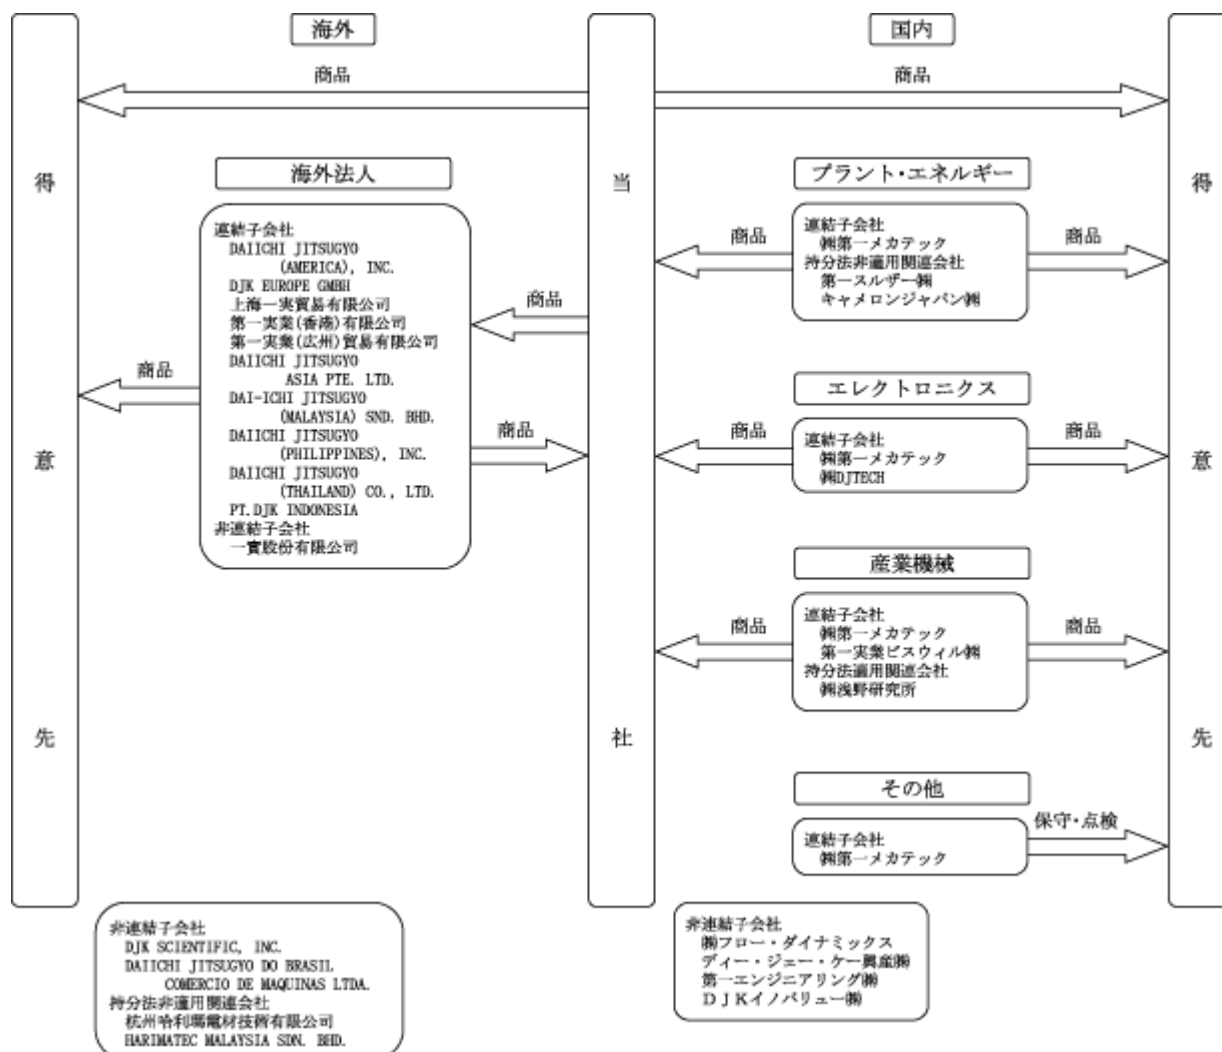 海外
国内
商品
商品
得
意
先
当
社
得
意
先
海外法人
連結子会社
DAIICHI JITSUGYO
(AMERICA), INC.
DJK EUROPE GMBH
上海一実貿易有限公司
第一実業(香港)有限公司
第一実業(広州)貿易有限公司
DAIICHI JITSUGYO
ASIA PTE. LTD.
DAI-ICHI JITSUGYO
(MALAYSIA) SND. BHD.
DAIICHI JITSUGYO
(PHILIPPINES), INC.
DAIICHI JITSUGYO
(THAILAND) CO., LTD.
PT.DJK INDONESIA
非連結子会社
一實股份有限公司
商品
商品
商品
プラント・エネルギー
商品
連結子会社
㈱第一メカテック
持分法非適用関連会社
第一スルザー㈱
キャメロンジャパン㈱
商品
エレクトロニクス
商品
連結子会社
㈱第一メカテック
㈱DJTECH
商品
産業機械
商品
連結子会社
㈱第一メカテック
第一実業ビスウィル㈱
持分法適用関連会社
㈱浅野研究所
商品
その他
連結子会社
㈱第一メカテック
保守・点検
非連結子会社
DJK SCIENTIFIC, INC.
DAIICHI JITSUGYO DO BRASIL
COMERCIO DE MAQUINAS LTDA.
持分法非適用関連会社
杭州哈利瑪電材技術有限公司
HARIMATEC MALAYSIA SDN. BHD.
非連結子会社
㈱フロー・ダイナミックス
ディー・ジェー・ケー興産㈱
第一エンジニアリング㈱
ＤＪＫイノバリュー㈱